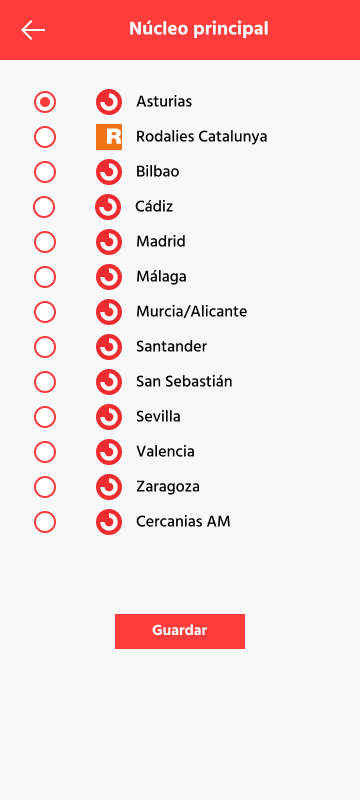 Núcleo principal
Asturias
R Rodalies Catalunya
Bilbao
Cádiz
Madrid
Málaga
Murcia/Alicante
Santander
San Sebastián
Sevilla
Valencia
Zaragoza
Cercanias AM
Guardar